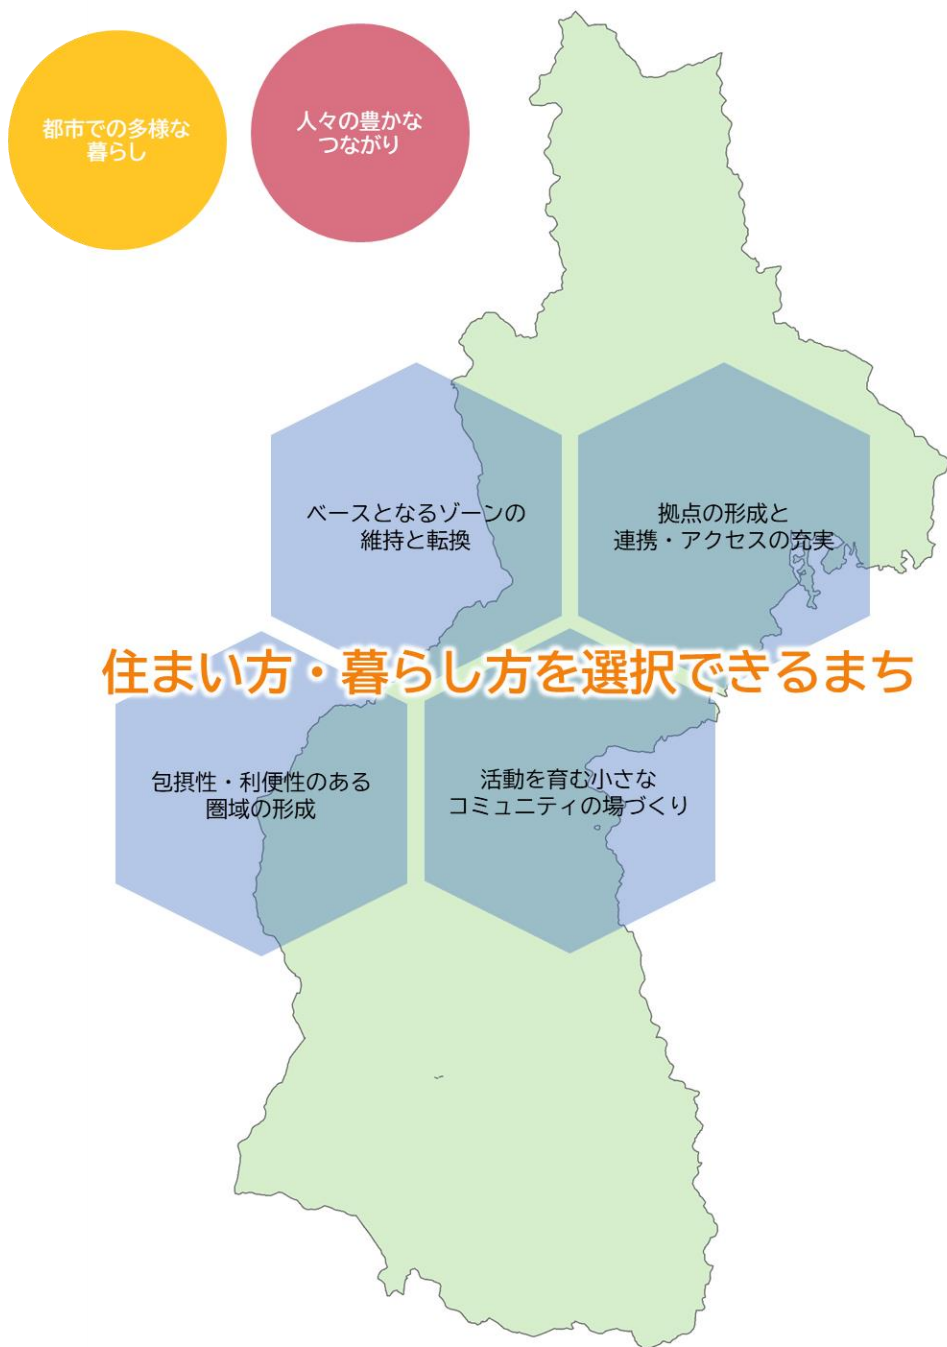 都市での多様な
暮らし
人々の豊かな
つながり
ベースとなるゾーンの
維持と転換
拠点の形成と
連携・アクセスの充実
住まい方・暮らし方を選択できるまち
包摂性・利便性のある
圏域の形成
活動を育む小さな
コミュニティの場づくり